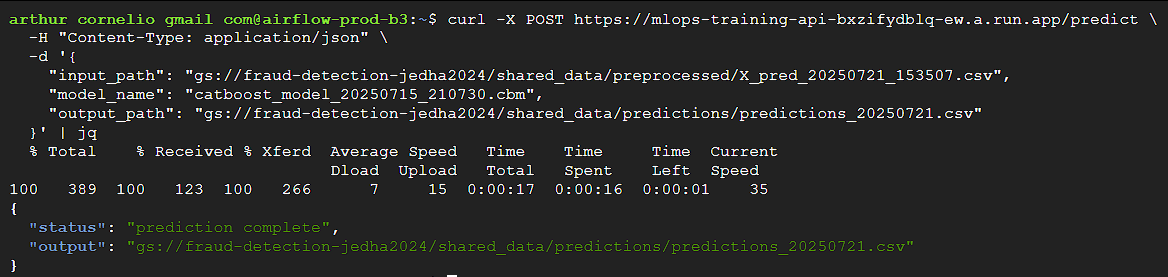 arthur cornelio gmail com@airflow-prod-b3:~$ curl -X POST https://mlops-training-api-bxzifydblq-ew.a.run.app/predict \
  -H "Content-Type: application/json" \
  -d '{
    "input_path": "gs://fraud-detection-jedha2024/shared_data/preprocessed/X_pred_20250721_153507.csv",
    "model_name": "catboost_model_20250715_210730.cbm",
    "output_path": "gs://fraud-detection-jedha2024/shared_data/predictions/predictions_20250721.csv"
  }' | jq
  % Total    % Received % Xferd  Average Speed   Time    Time     Time  Current
                                 Dload  Upload   Total   Spent    Left  Speed
100   389  100   123  100   266      7     15  0:00:17  0:00:16  0:00:01    35
{
  "status": "prediction complete",
  "output": "gs://fraud-detection-jedha2024/shared_data/predictions/predictions_20250721.csv"
}